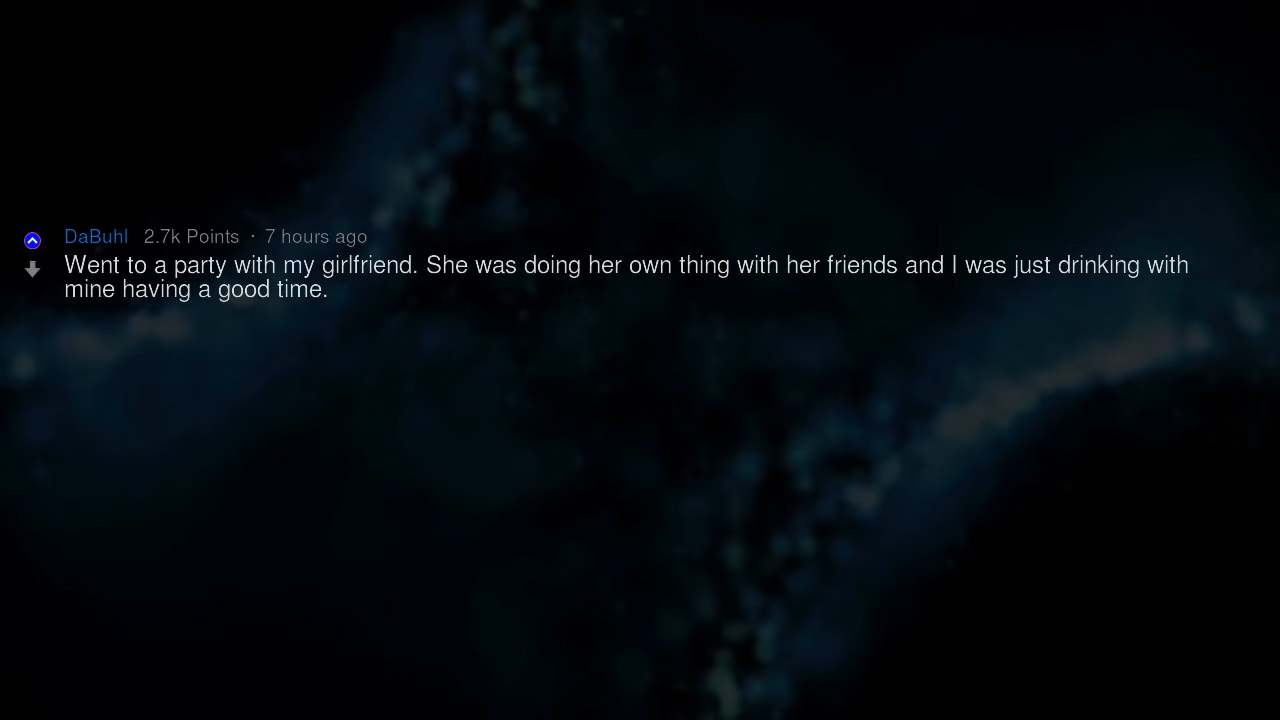 DaBuhl 2.7k Points · 7 hours ago
Went to a party with my girlfriend. She was doing her own thing with her friends and I was just drinking with
mine having a good time.